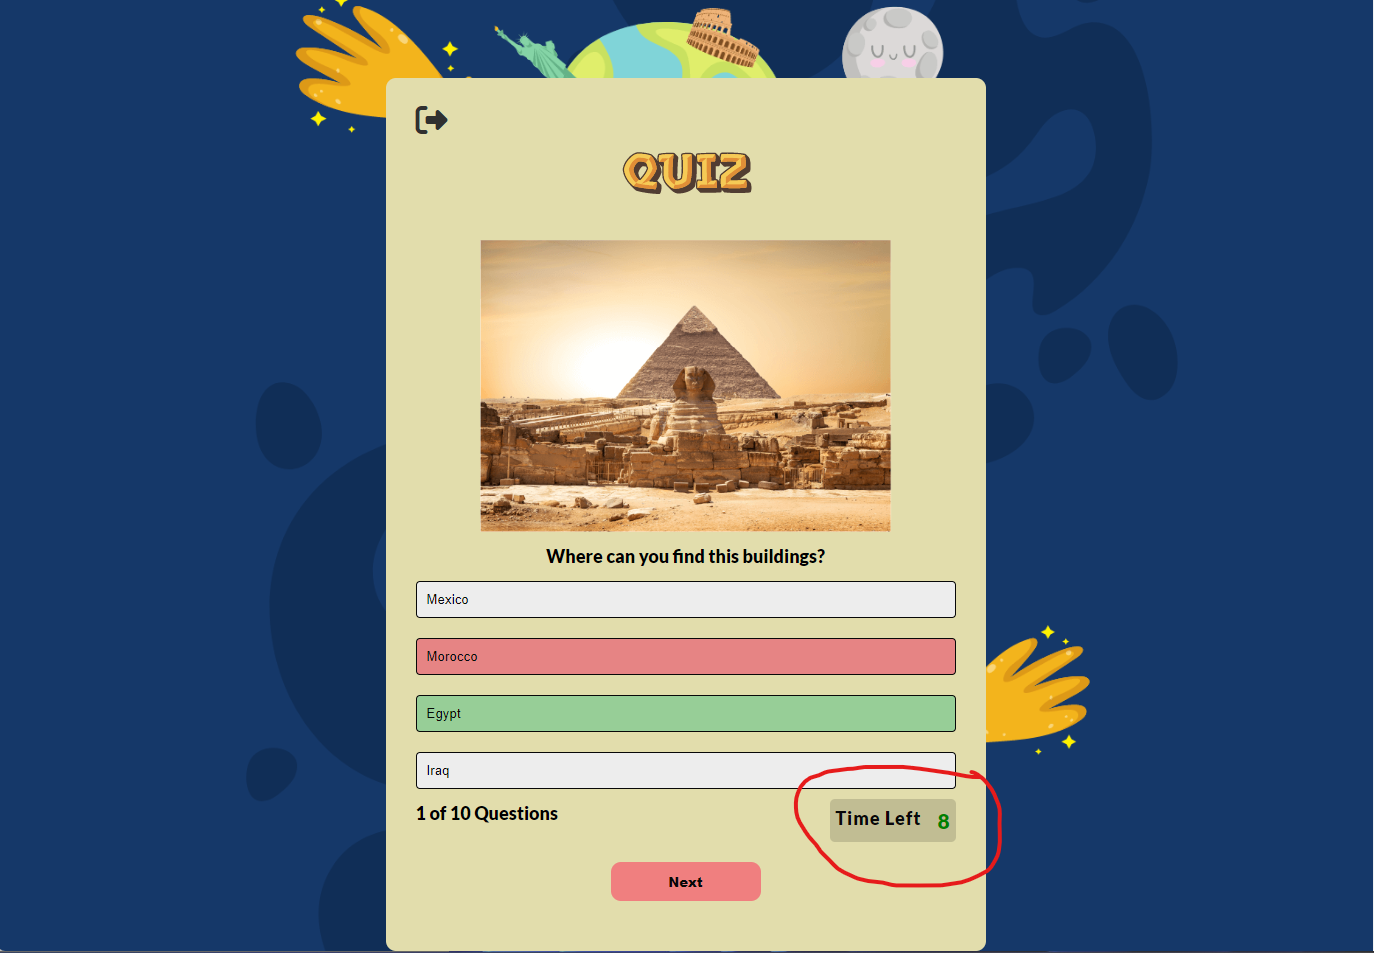 QUIZ
Where can you find this buildings?
Mexico
Morocco
Egypt
Iraq
1 of 10 Questions
Time Left 8
Next